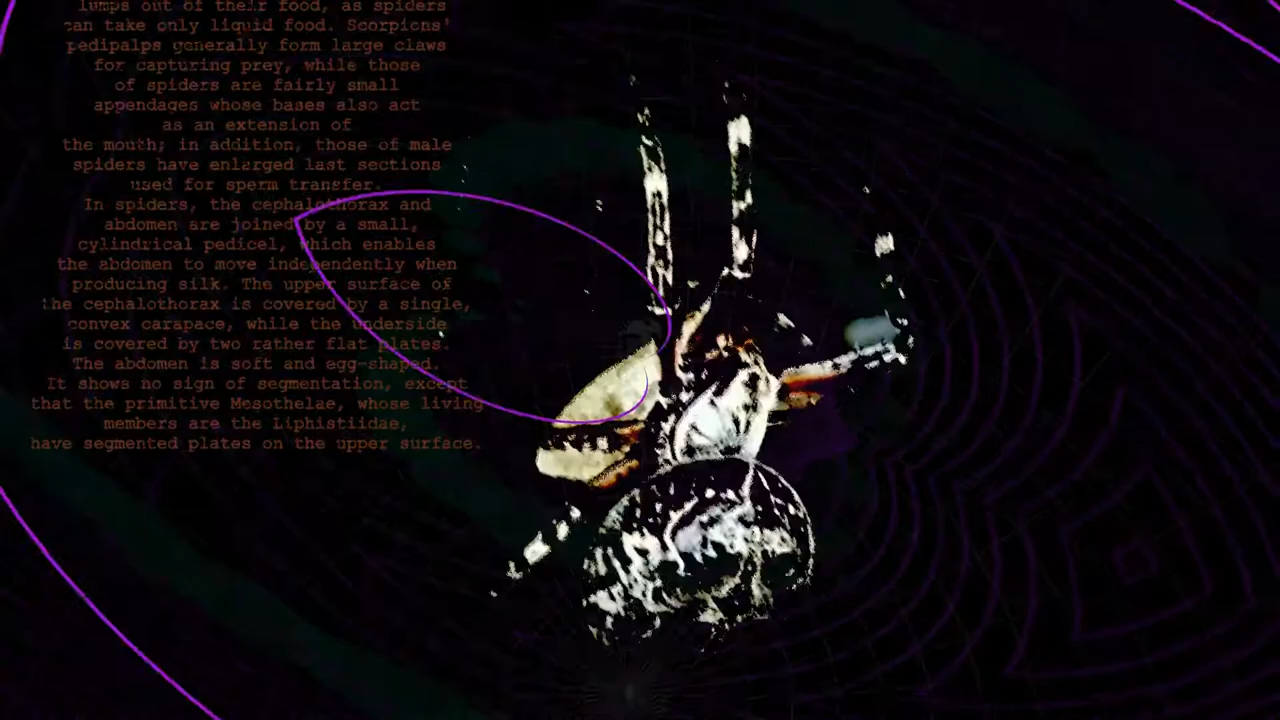 lumps out of their food, as spiders
can take only liquid food. Scorpions'
pedipalps generally form large claws
for capturing prey, while those
of spiders are fairly small
appendages whose bases also act
as an extension of
the mouth; in addition, those of male
spiders have enlarged last sections
used for sperm transfer.
In spiders, the cephalothorax and
abdomen are joined by a small,
cylindrical pedicel, which enables
the abdomen to move independently when
producing silk. The upper surface of
the cephalothorax is covered by a single,
convex carapace, while the underside
is covered by two rather flat plates.
The abdomen is soft and egg-shaped.
It shows no sign of segmentation, except
that the primitive Mesothelae, whose living
members are the Liphistiidae,
have segmented plates on the upper surface.